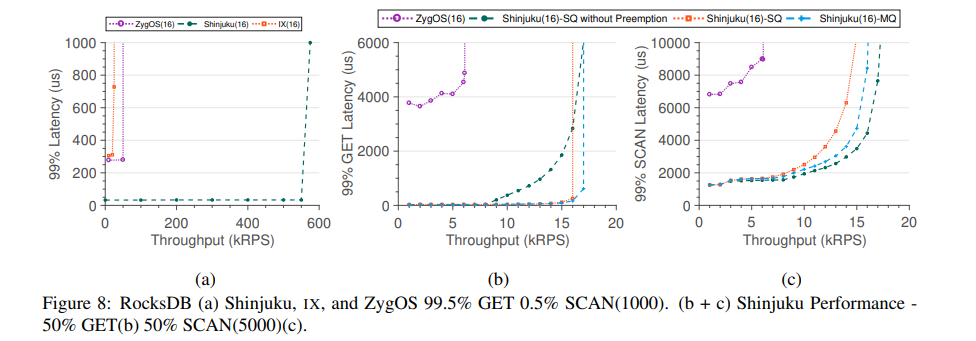 ZygOS(16) Shinjuku(16) IX(16)
ZygOS(16) Shinjuku(16)-SQ without Preemption Shinjuku(16)-SQ Shinjuku(16)-MQ
99% Latency (us)
1000
800
600
400
200
0
0 200 400 600
Throughput (kRPS)
99% GET Latency (us)
6000
4000
2000
0
0 5 10 15 20
Throughput (kRPS)
99% SCAN Latency (us)
10000
8000
6000
4000
2000
0
0 5 10 15 20
Throughput (kRPS)
(a) (b) (c)
Figure 8: RocksDB (a) Shinjuku, IX, and ZygOS 99.5% GET 0.5% SCAN(1000). (b + c) Shinjuku Performance -
50% GET(b) 50% SCAN(5000)(c).